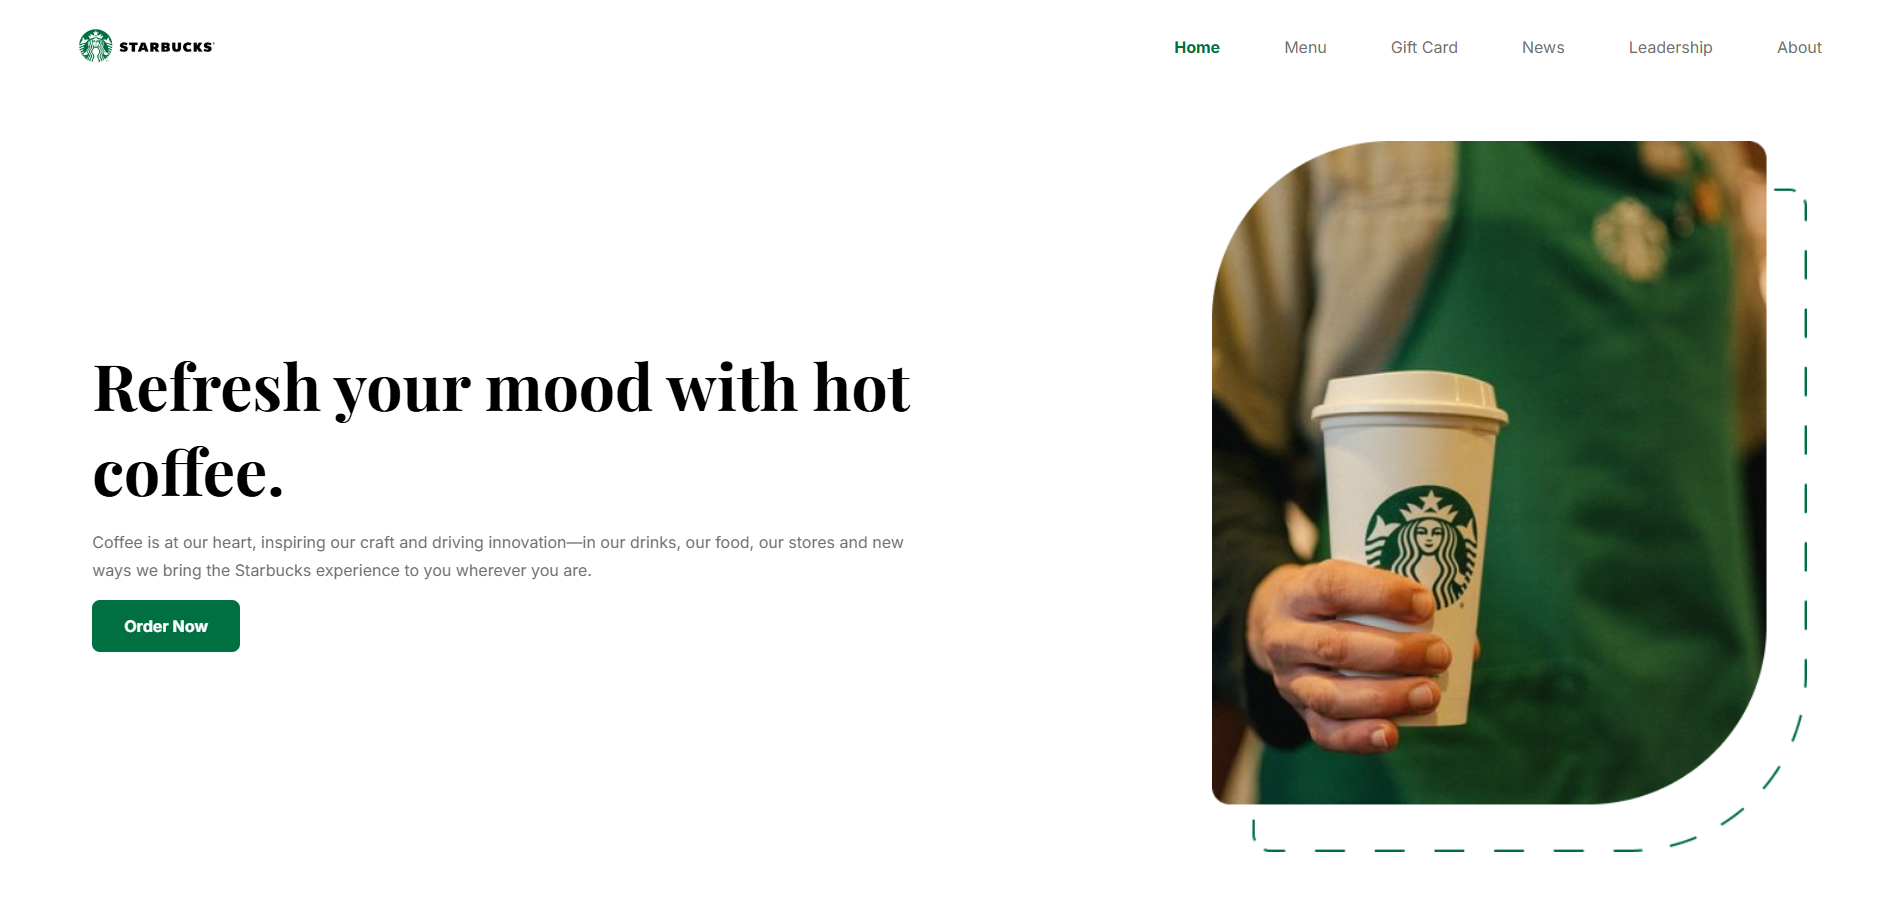 STARBUCKS
Home
Menu
Gift Card
News
Leadership
About
Refresh your mood with hot
coffee.
Coffee is at our heart, inspiring our craft and driving innovation—in our drinks, our food, our stores and new
ways we bring the Starbucks experience to you wherever you are.
Order Now